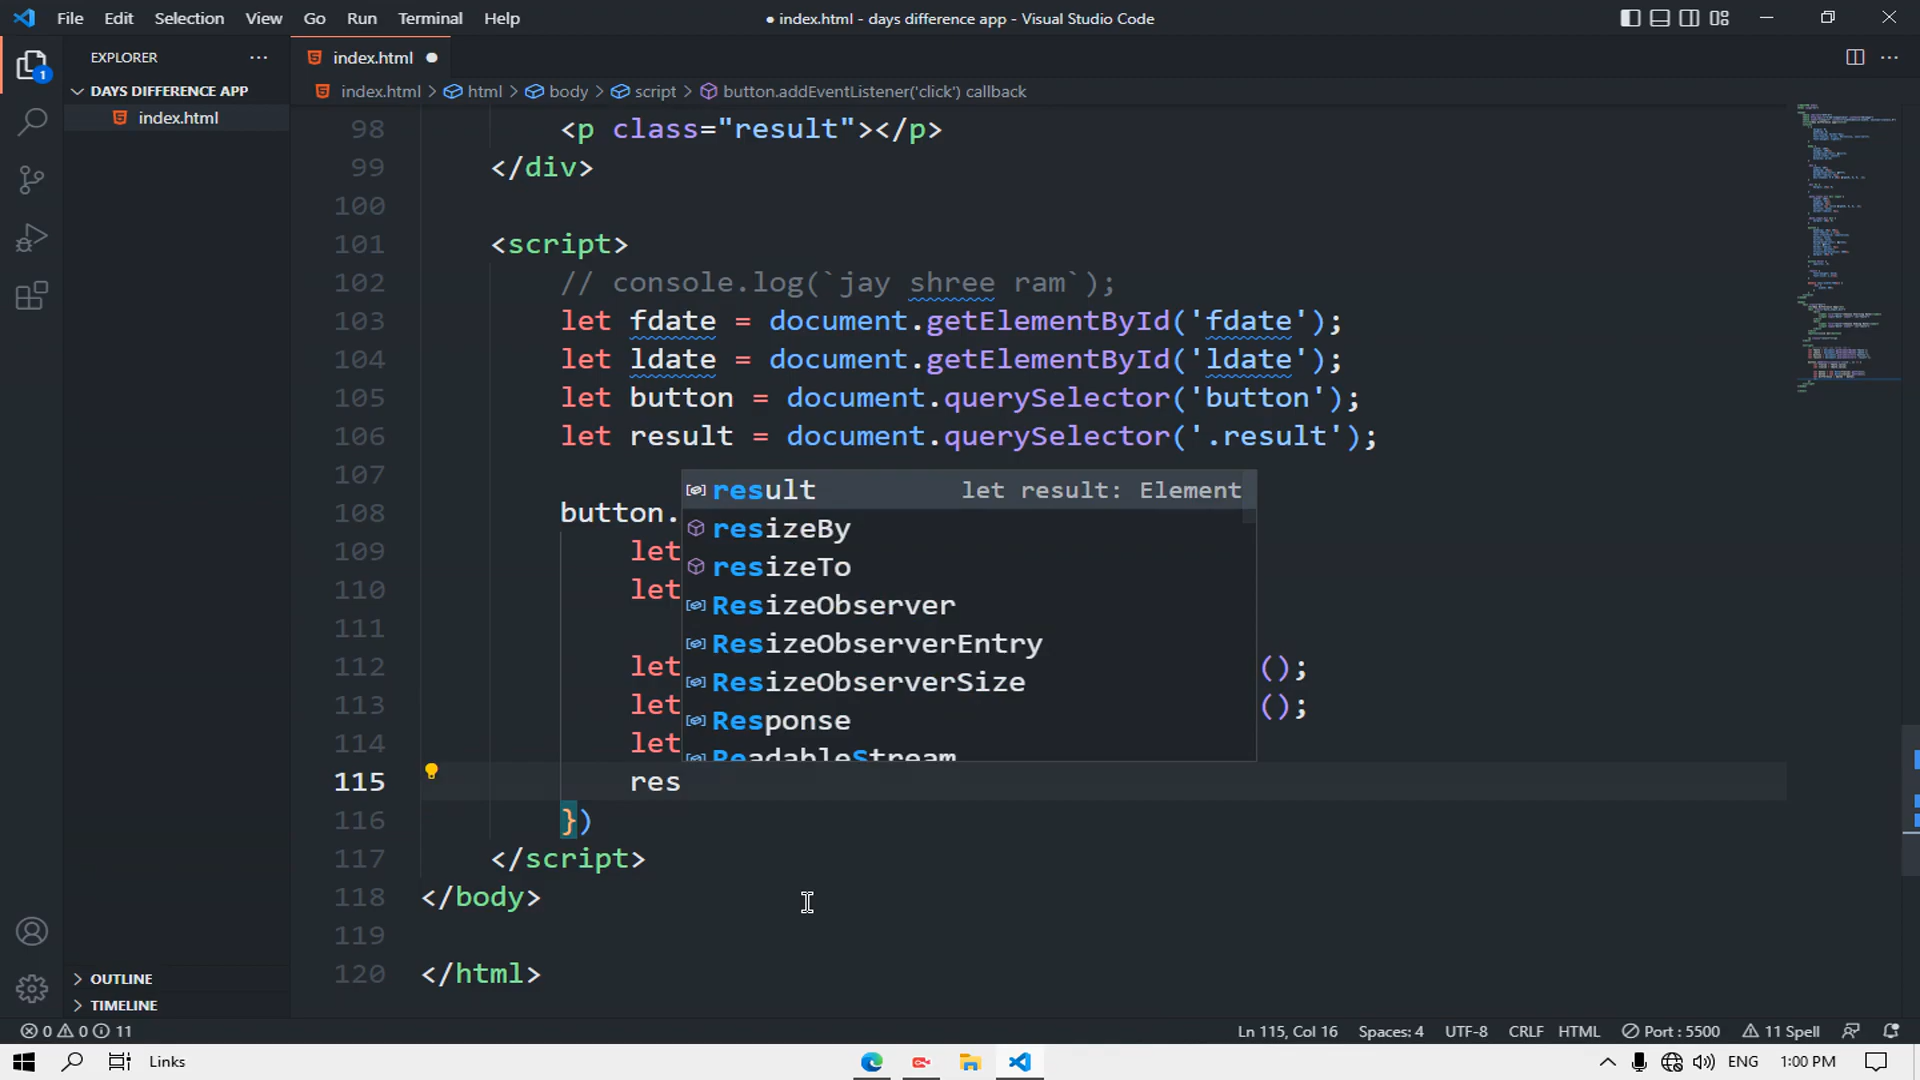 File Edit Selection View Go Run Terminal Help
● index.html - days difference app - Visual Studio Code
EXPLORER
1
DAYS DIFFERENCE APP
index.html
index.html
index.html > html > body > script > button.addEventListener('click') callback
98 <p class="result"></p>
99 </div>
100
101 <script>
102 // console.log(`jay shree ram`);
103 let fdate = document.getElementById('fdate');
104 let ldate = document.getElementById('ldate');
105 let button = document.querySelector('button');
106 let result = document.querySelector('.result');
107
108 button.
109 let
110 let
111
112 let ();
113 let ();
114 let
115 res
116 })
117 </script>
118 </body>
119
120 </html>
result let result: Element
resizeBy
resizeTo
ResizeObserver
ResizeObserverEntry
ResizeObserverSize
Response
ReadableStream
OUTLINE
TIMELINE
0 0 11
Ln 115, Col 16 Spaces: 4 UTF-8 CRLF HTML Port : 5500 11 Spell
Links
ENG 1:00 PM